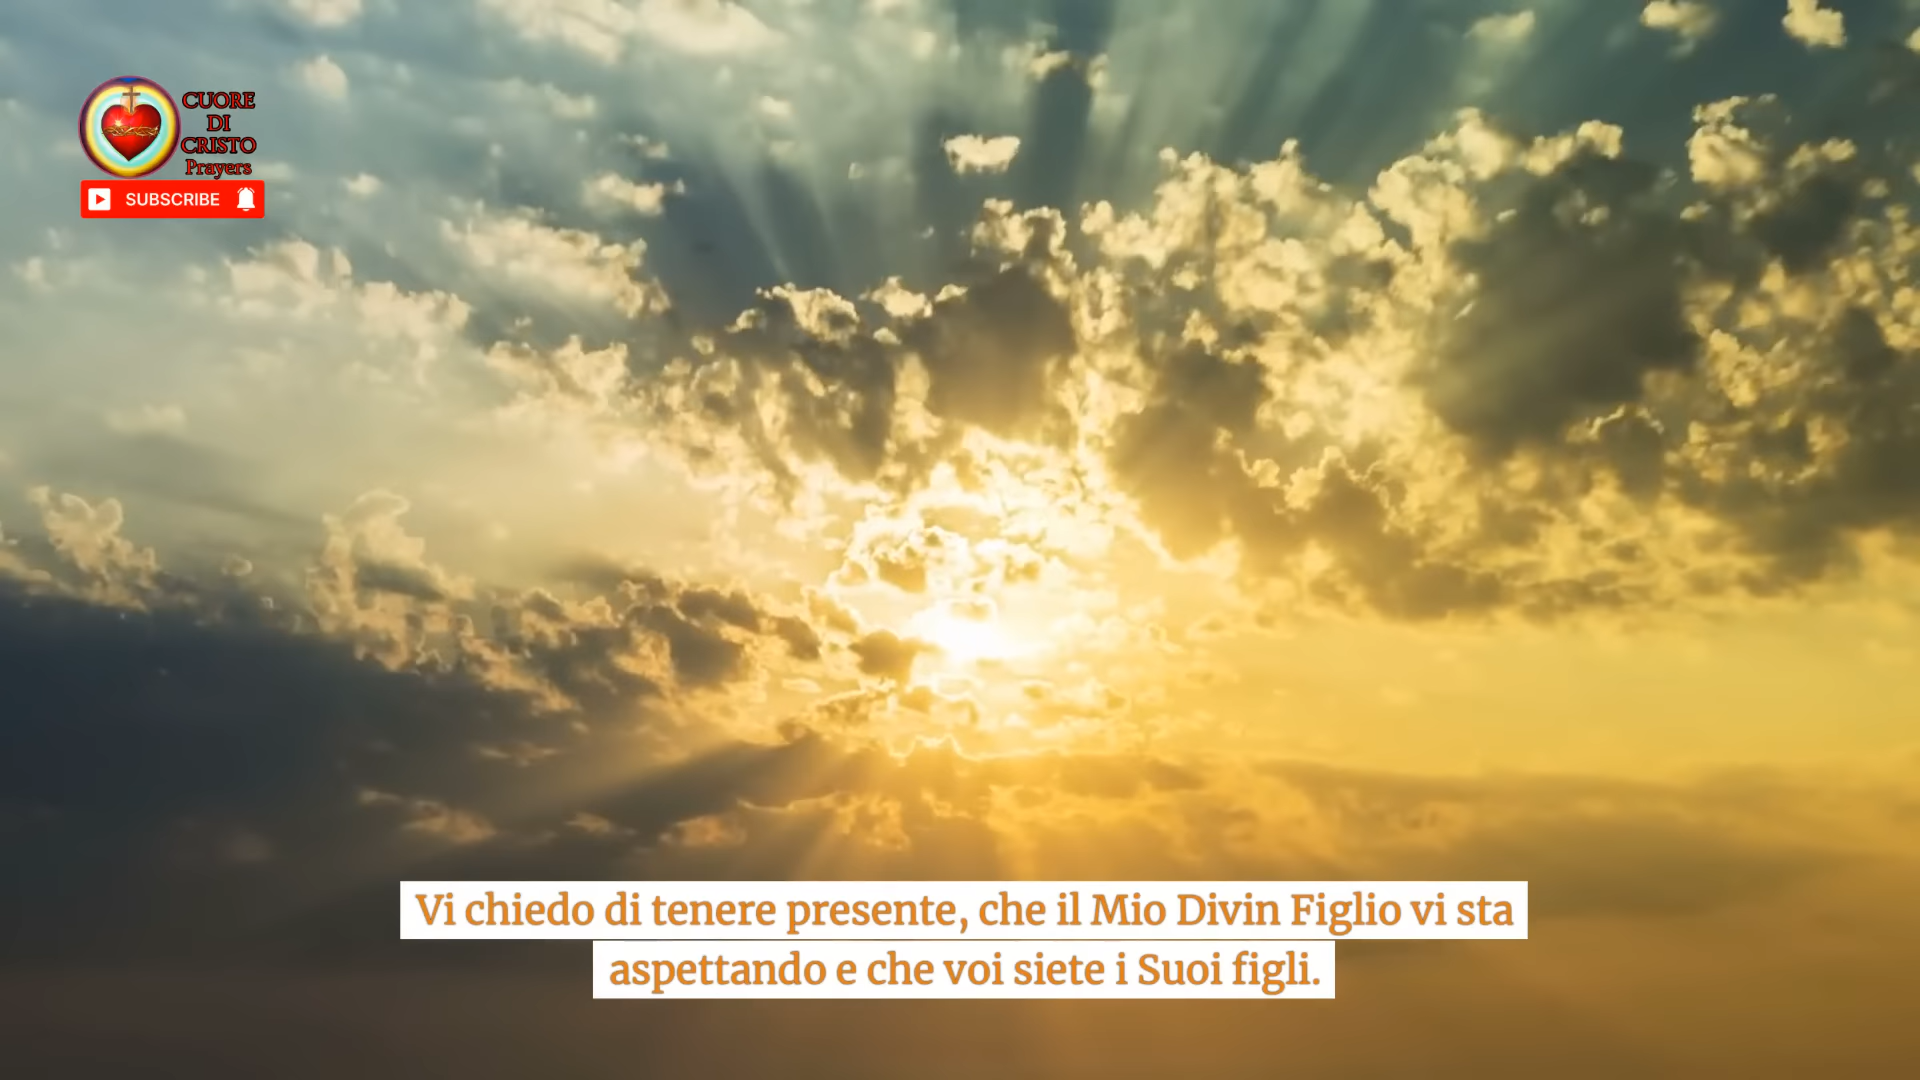 CUORE
DI
CRISTO
Prayers
SUBSCRIBE
Vi chiedo di tenere presente, che il Mio Divin Figlio vi sta
aspettando e che voi siete i Suoi figli.